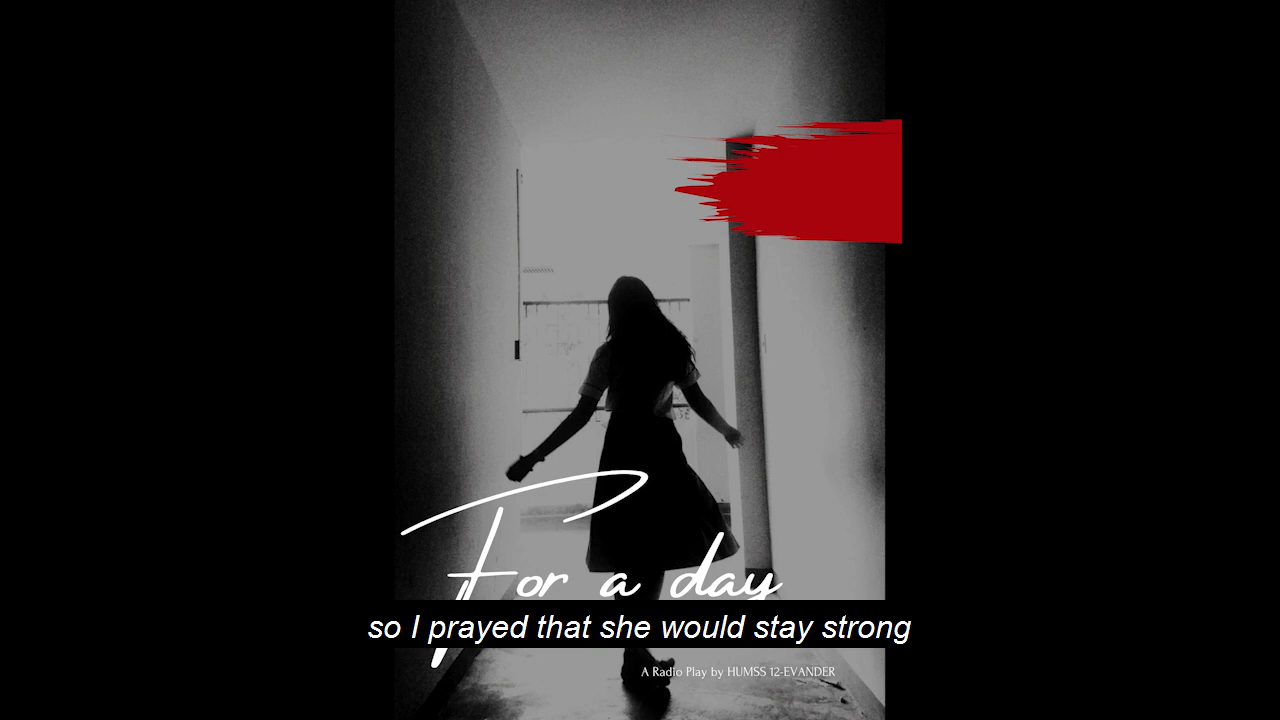 For a day
so I prayed that she would stay strong
A Radio Play by HUMSS 12-EVANDER